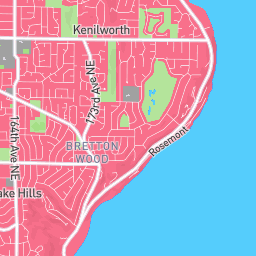 Kenilworth
173rd Ave NE
164th Ave NE
BRETTON
WOOD
Rosemont
ake Hills